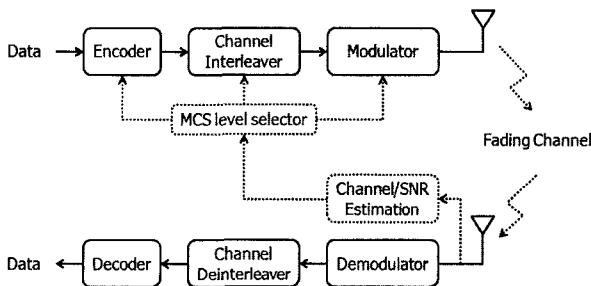 Data
Encoder
Channel
Interleaver
Modulator
MCS level selector
Fading Channel
Channel/SNR
Estimation
Data
Decoder
Channel
Deinterleaver
Demodulator